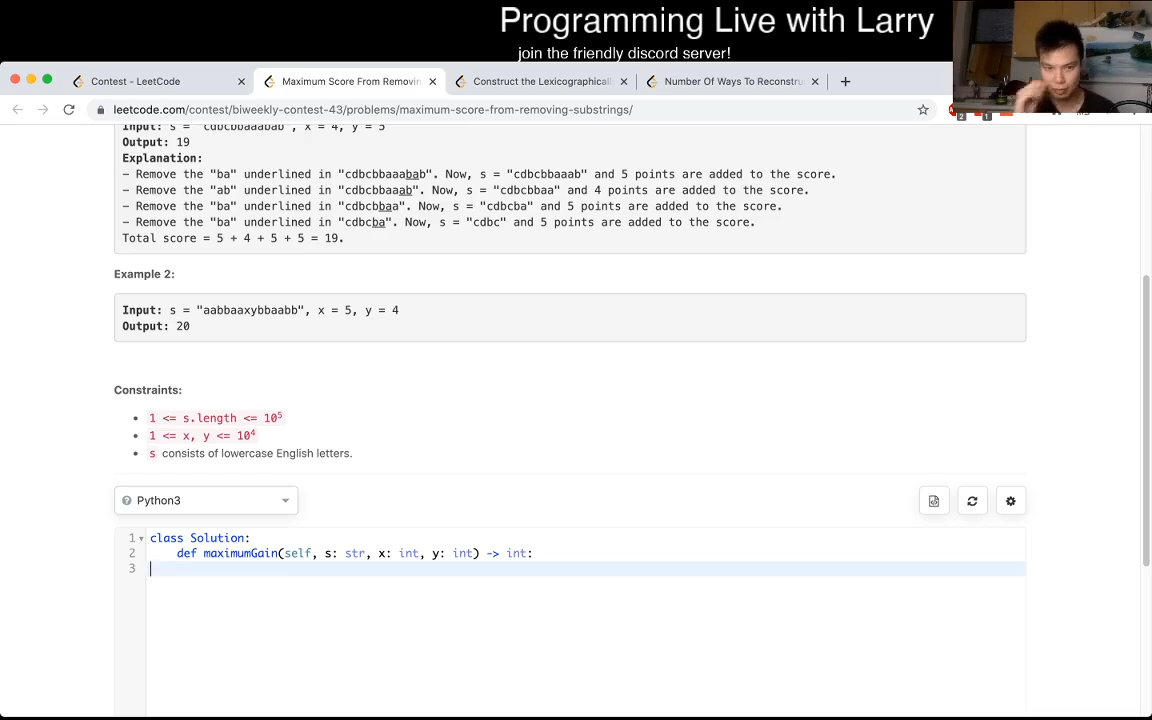 Programming Live with Larry
join the friendly discord server!
Contest - LeetCode
Maximum Score From Removin
Construct the Lexicographical
Number Of Ways To Reconstru
leetcode.com/contest/biweekly-contest-43/problems/maximum-score-from-removing-substrings/
2
1
Input: s = "cdbcbbaaabab", x = 4, y = 5
Output: 19
Explanation:
- Remove the "ba" underlined in "cdbcbbaaabab". Now, s = "cdbcbbaaab" and 5 points are added to the score.
- Remove the "ab" underlined in "cdbcbbaaab". Now, s = "cdbcbbaa" and 4 points are added to the score.
- Remove the "ba" underlined in "cdbcbbaa". Now, s = "cdbcba" and 5 points are added to the score.
- Remove the "ba" underlined in "cdbcba". Now, s = "cdbc" and 5 points are added to the score.
Total score = 5 + 4 + 5 + 5 = 19.
Example 2:
Input: s = "aabbaaxybbaabb", x = 5, y = 4
Output: 20
Constraints:
• 1 <= s.length <= 10⁵
• 1 <= x, y <= 10⁴
• s consists of lowercase English letters.
Python3
1 class Solution:
2 def maximumGain(self, s: str, x: int, y: int) -> int:
3